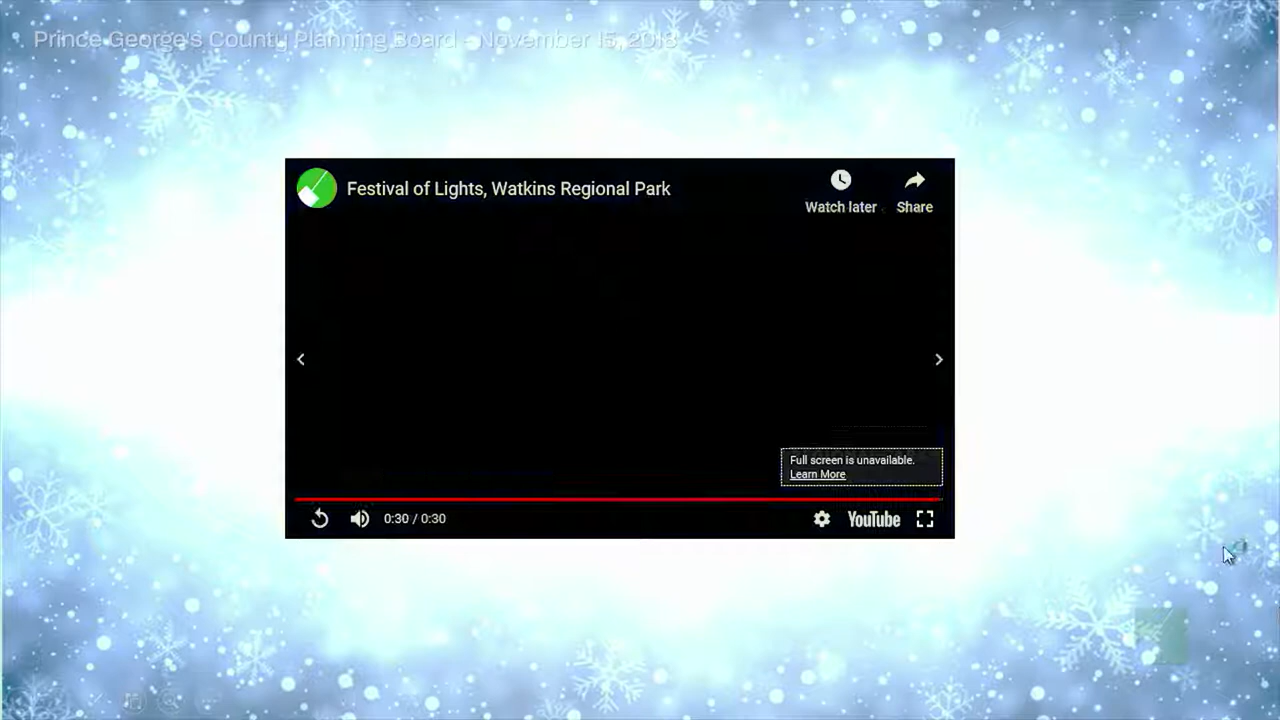 Prince George's County Planning Board - November 15, 2018
Festival of Lights, Watkins Regional Park
Watch later
Share
Full screen is unavailable.
Learn More
0:30 / 0:30
YouTube